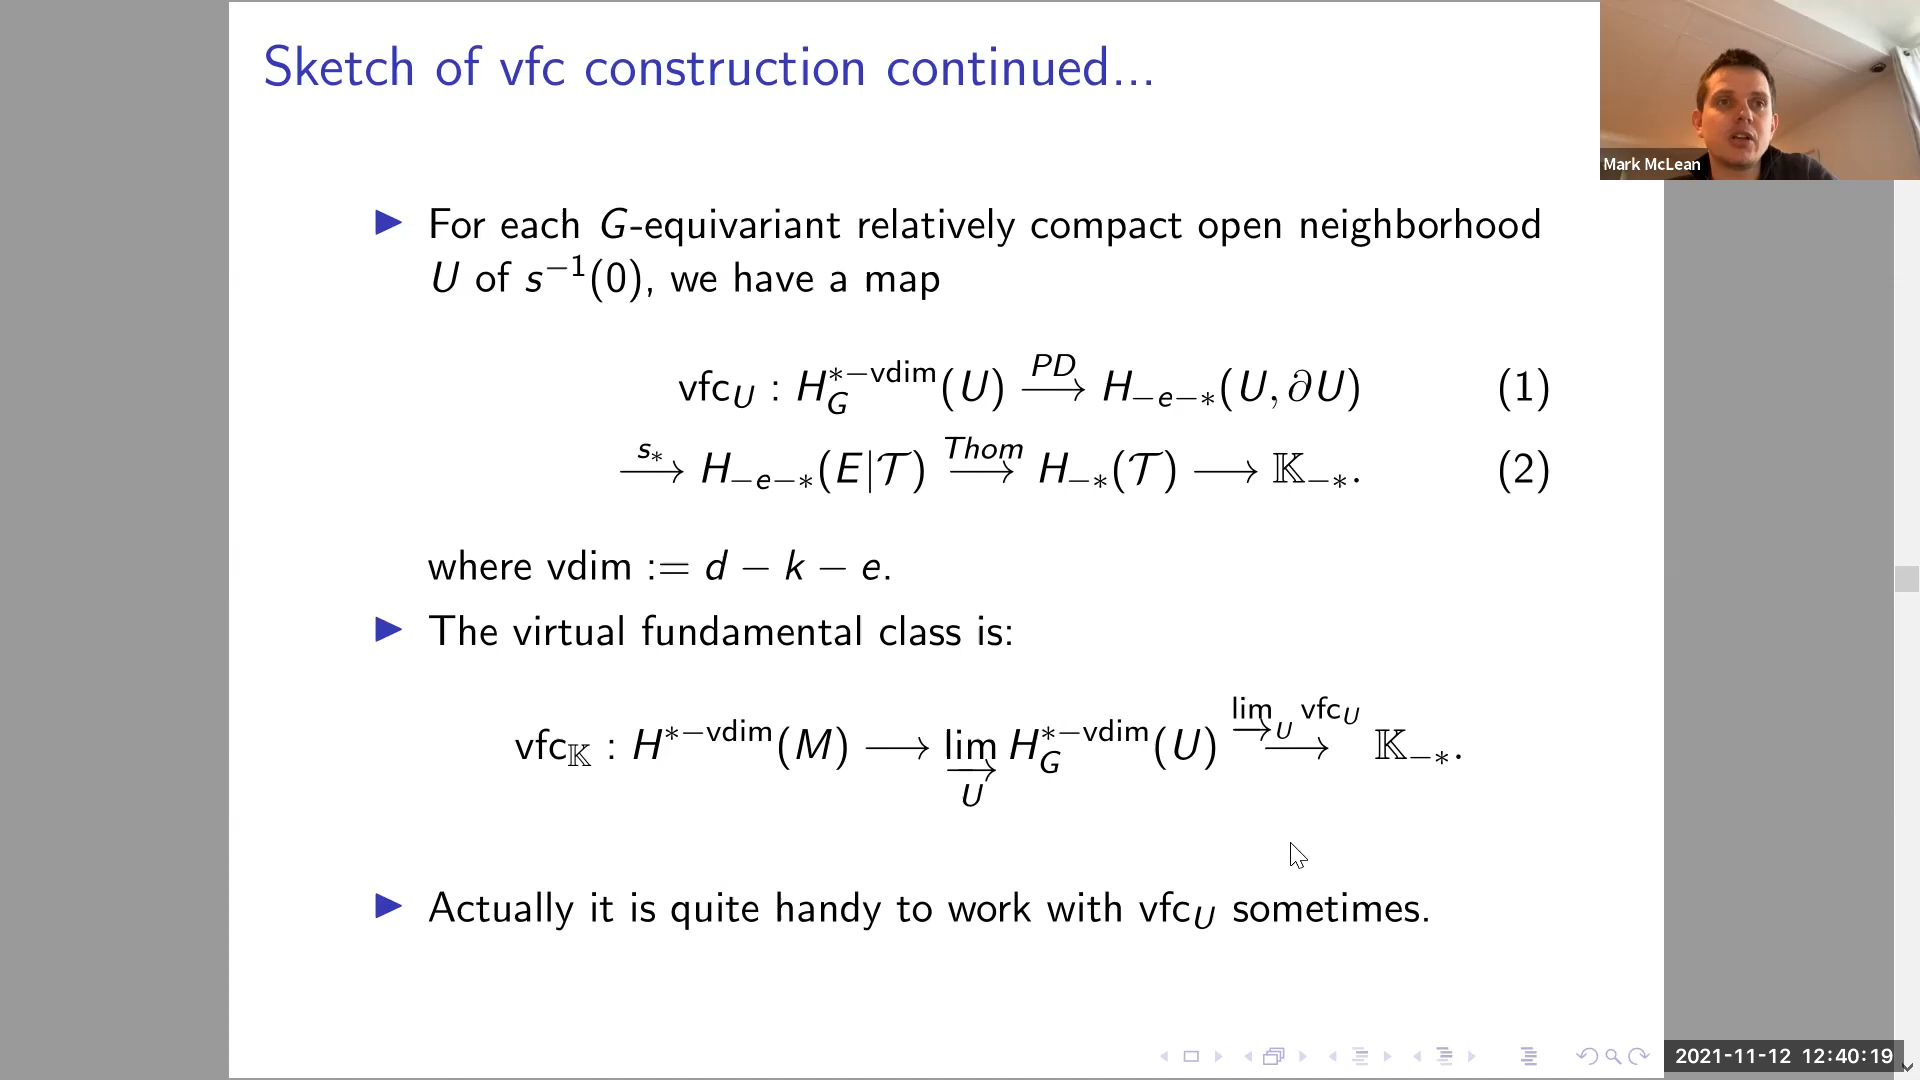 Sketch of vfc construction continued...
Mark McLean
▶ For each G-equivariant relatively compact open neighborhood
U of s⁻¹(0), we have a map
vfc_U : H_G^{*−vdim}(U) \xrightarrow{PD} H_{−e−*}(U, ∂U) (1)
\xrightarrow{s_*} H_{−e−*}(E|𝒯) \xrightarrow{Thom} H_{−*}(𝒯) ⟶ 𝕂_{−*}. (2)
where vdim := d − k − e.
▶ The virtual fundamental class is:
vfc_𝕂 : H^{*−vdim}(M) ⟶ \varinjlim_U H_G^{*−vdim}(U) \xrightarrow{\varinjlim_U vfc_U} 𝕂_{−*}.
▶ Actually it is quite handy to work with vfc_U sometimes.
2021-11-12 12:40:19